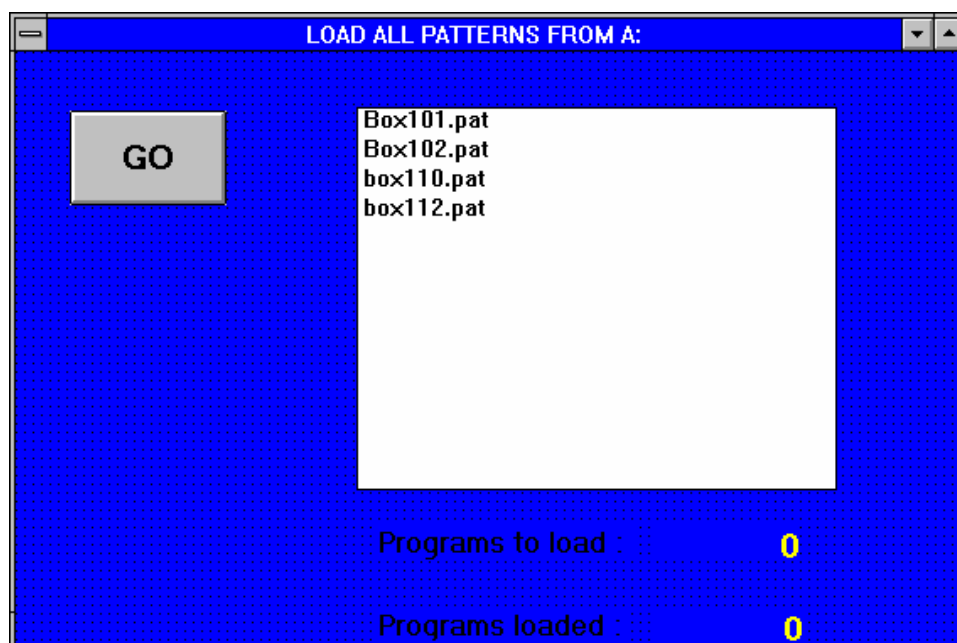 LOAD ALL PATTERNS FROM A:
GO
Box101.pat
Box102.pat
box110.pat
box112.pat
Programs to load : 0
Programs loaded : 0